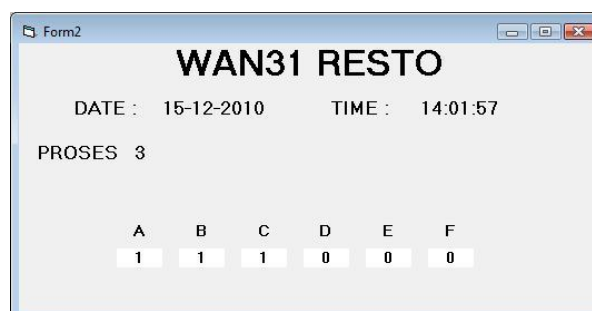 Form2
WAN31 RESTO
DATE : 15-12-2010 TIME : 14:01:57
PROSES 3
A B C D E F
1 1 1 0 0 0